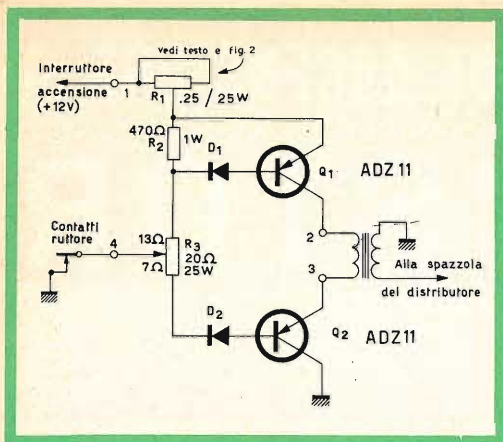 vedi testo e fig. 2
Interruttore
accensione
(+12V)
1
R1
.25 / 25W
470Ω
R2
1W
D1
Q1
ADZ 11
Contatti
ruttore
4
13Ω
7Ω
R3
20Ω
25W
2
3
Alla spazzola
del distributore
D2
Q2
ADZ11